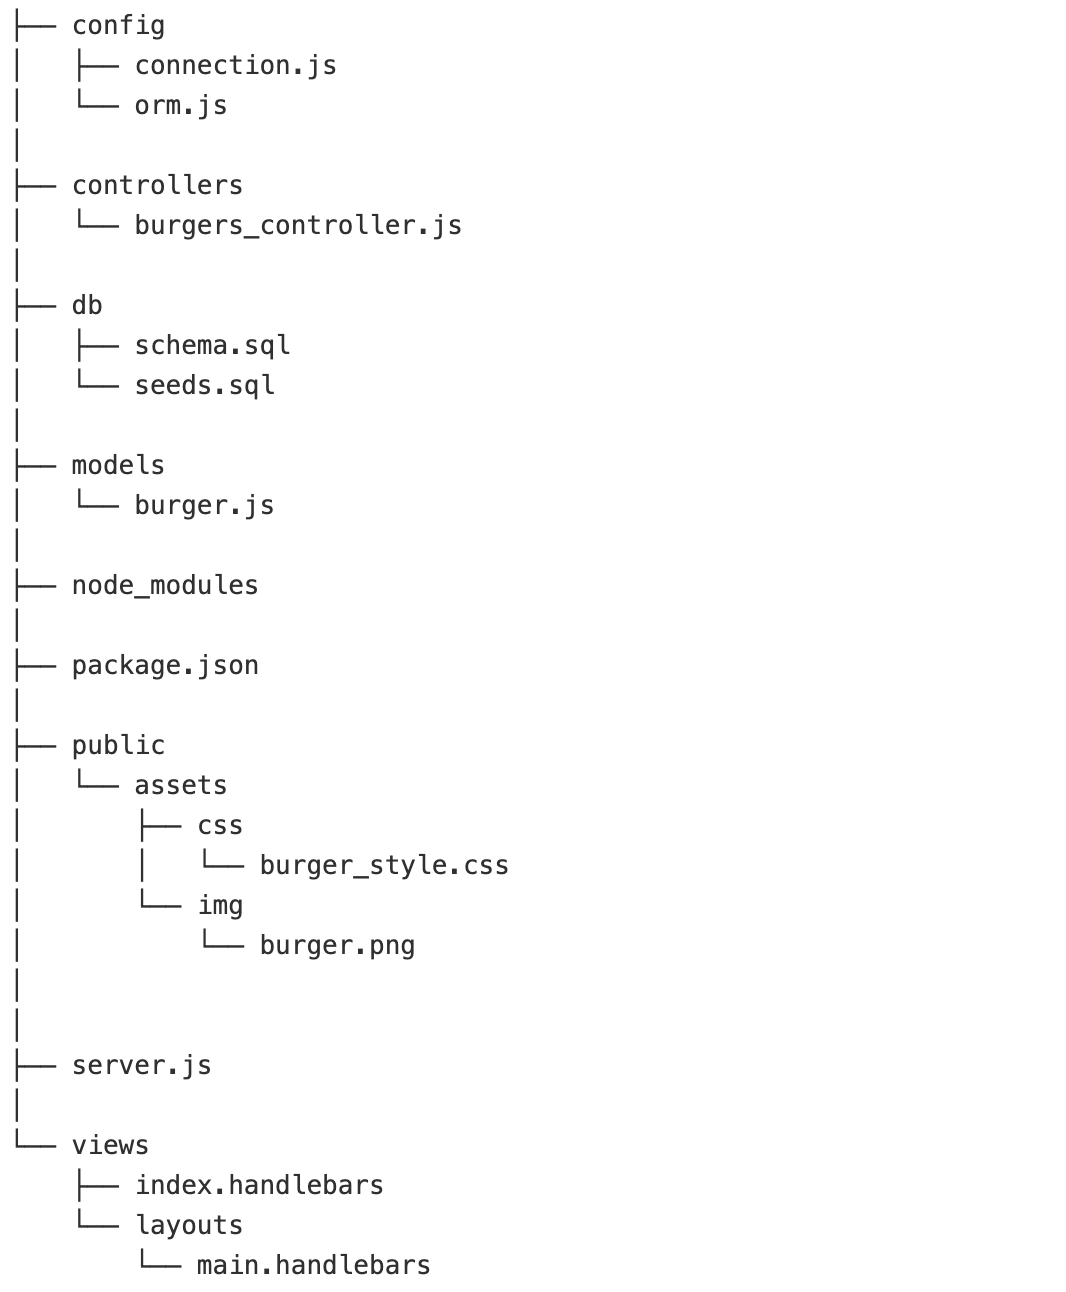 ├── config
│   ├── connection.js
│   └── orm.js
│
├── controllers
│   └── burgers_controller.js
│
├── db
│   ├── schema.sql
│   └── seeds.sql
│
├── models
│   └── burger.js
│
├── node_modules
│
├── package.json
│
├── public
│   └── assets
│       ├── css
│       │   └── burger_style.css
│       └── img
│           └── burger.png
│
│
├── server.js
│
└── views
    ├── index.handlebars
    └── layouts
        └── main.handlebars